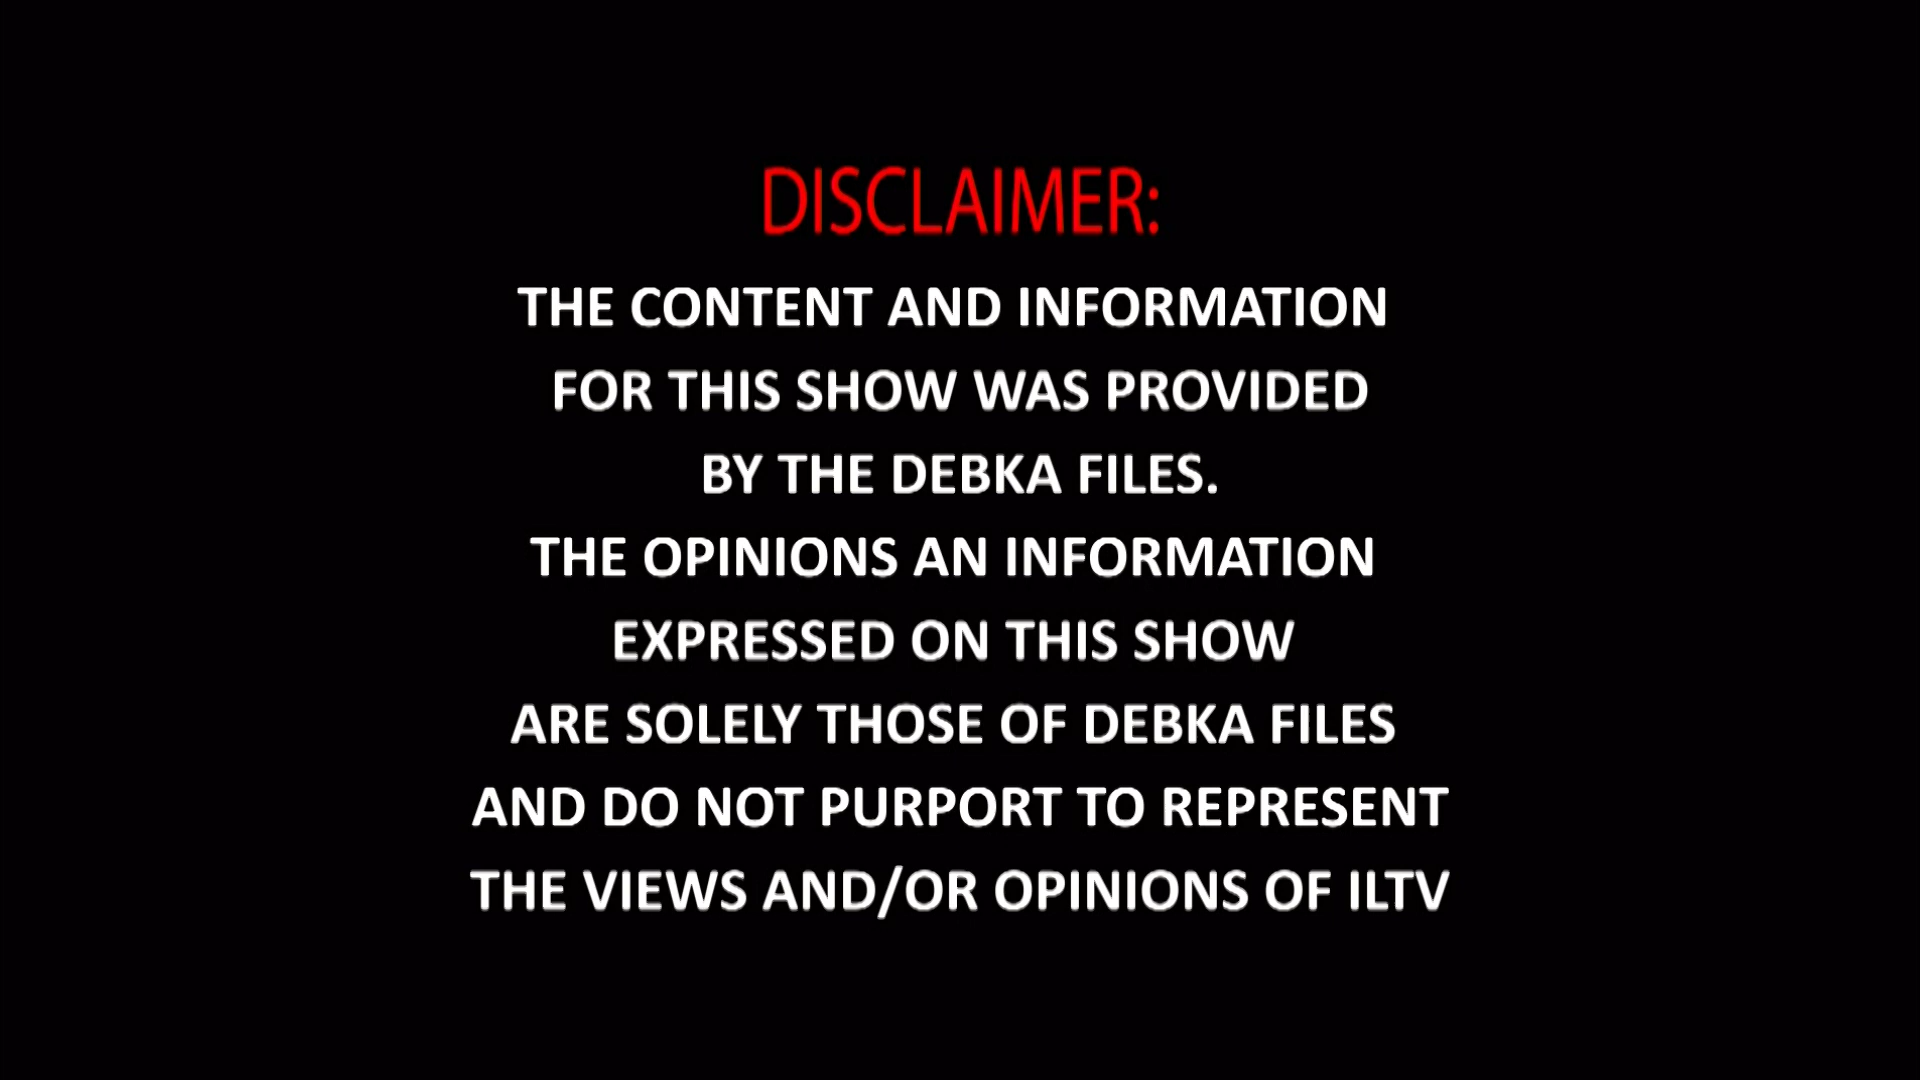 DISCLAIMER:
THE CONTENT AND INFORMATION
FOR THIS SHOW WAS PROVIDED
BY THE DEBKA FILES.
THE OPINIONS AN INFORMATION
EXPRESSED ON THIS SHOW
ARE SOLELY THOSE OF DEBKA FILES
AND DO NOT PURPORT TO REPRESENT
THE VIEWS AND/OR OPINIONS OF ILTV